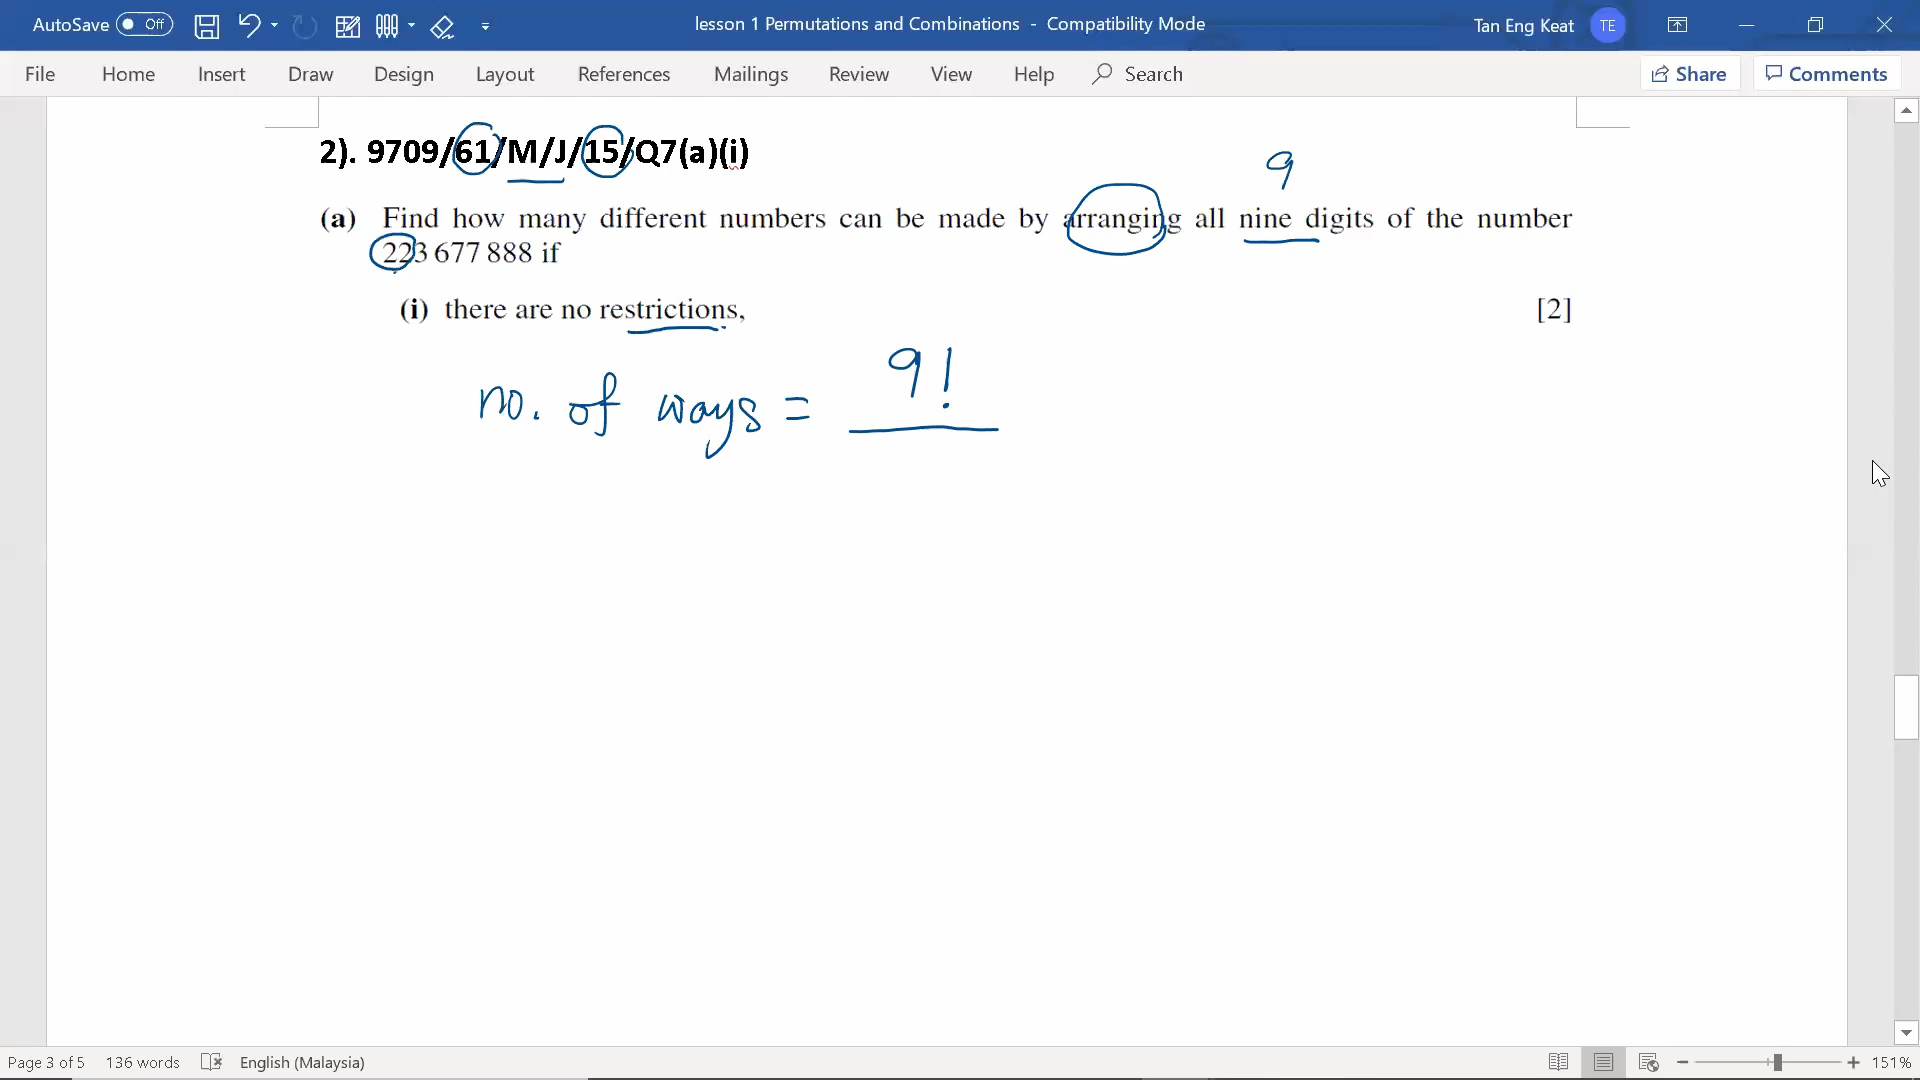 AutoSave Off lesson 1 Permutations and Combinations - Compatibility Mode Tan Eng Keat TE
File Home Insert Draw Design Layout References Mailings Review View Help Search Share Comments
2). 9709/61/M/J/15/Q7(a)(i)
9
(a) Find how many different numbers can be made by arranging all nine digits of the number
223 677 888 if
(i) there are no restrictions, [2]
no. of ways = 9!
Page 3 of 5 136 words English (Malaysia) 151%